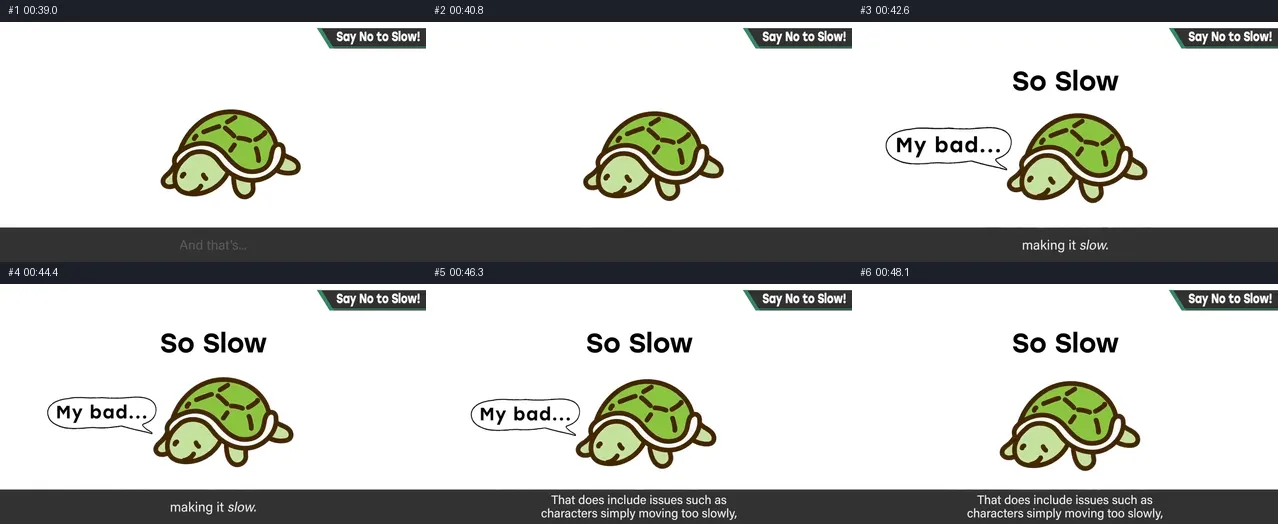 #1 00:39.0
#2 00:40.8
#3 00:42.6
Say No to Slow!
Say No to Slow!
Say No to Slow!
So Slow
My bad...
And that's...
making it slow.
#4 00:44.4
#5 00:46.3
#6 00:48.1
Say No to Slow!
Say No to Slow!
Say No to Slow!
So Slow
So Slow
So Slow
My bad...
My bad...
making it slow.
That does include issues such as
characters simply moving too slowly,
That does include issues such as
characters simply moving too slowly,